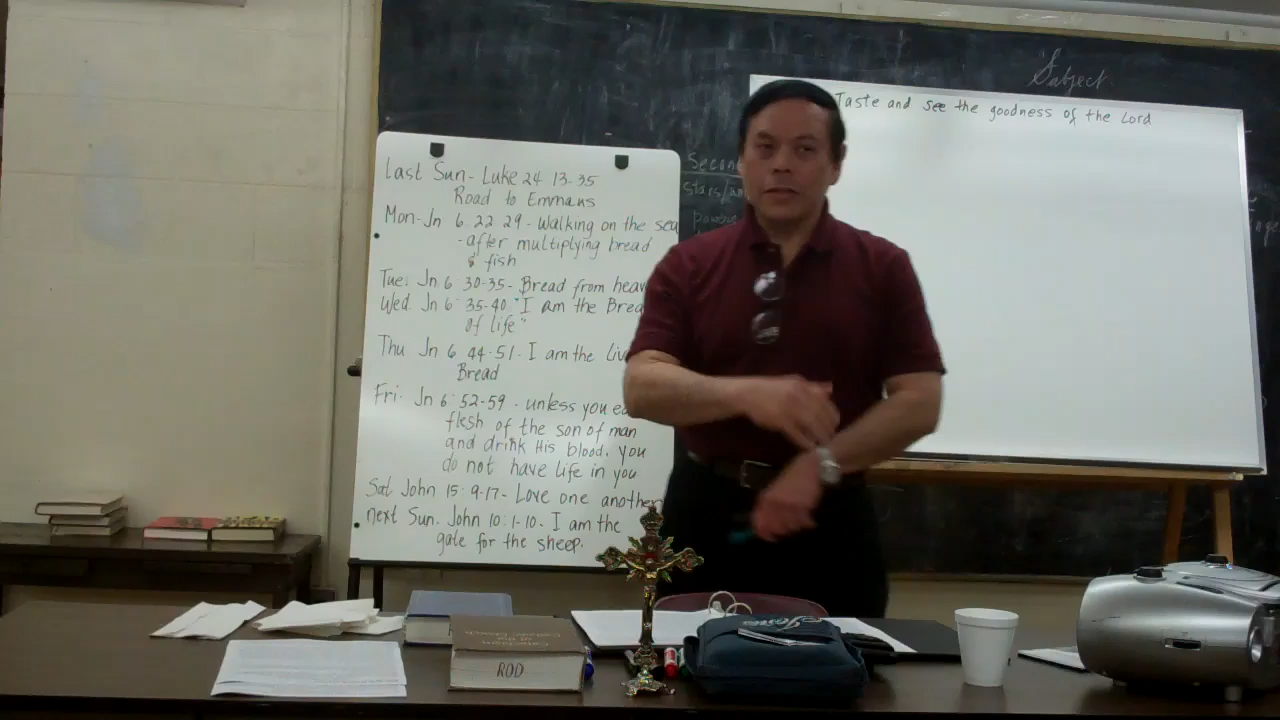 Last Sun- Luke 24 13-35
Road to Emmaus
Mon-Jn 6 22 29 - Walking on the sea
-after multiplying bread
& fish
Tue: Jn 6 30-35- Bread from
Wed. Jn 6: 35-40 "I am the
of life"
Thu Jn 6 44-51. I am the
Bread
Fri. Jn 6: 52-59 - unless you
flesh of the son of man
and drink His blood. you
do not have life in you
Sat John 15: 9-17- Love one another
next Sun. John 10: 1-10. I am the
gate for the sheep.
Subject
Taste and see the goodness of the Lord
Catechism
of the
Catholic Church
ROD